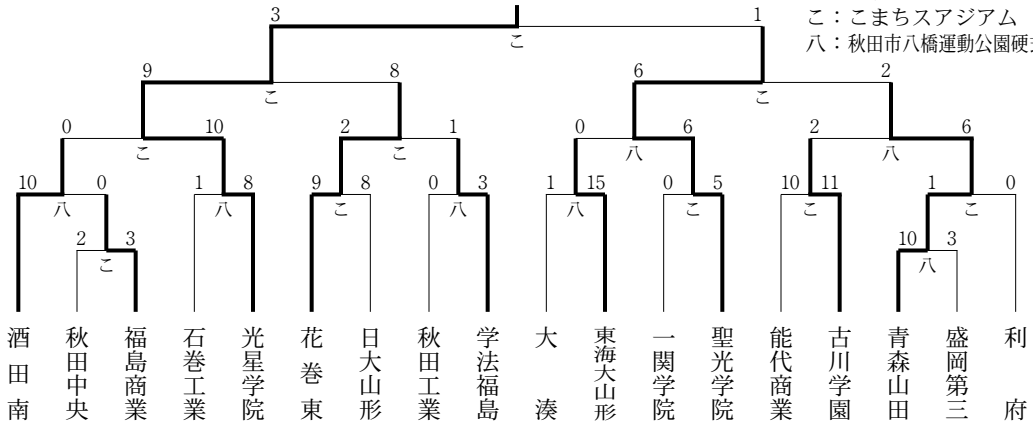 3 1
こ
こ：こまちスアジアム
八：秋田市八橋運動公園硬
9 8 6 2
こ こ
0 10 2 1 0 6 2 6
こ こ 八 八
10 0 1 8 9 8 0 3 1 15 0 5 10 11 1 0
八 八 こ 八 八 こ こ こ
2 3 10 3
こ 八
酒田南
秋田中央
福島商業
石巻工業
光星学院
花巻東
日大山形
秋田工業
学法福島
大湊
東海大山形
一関学院
聖光学院
能代商業
古川学園
青森山田
盛岡第三
利府